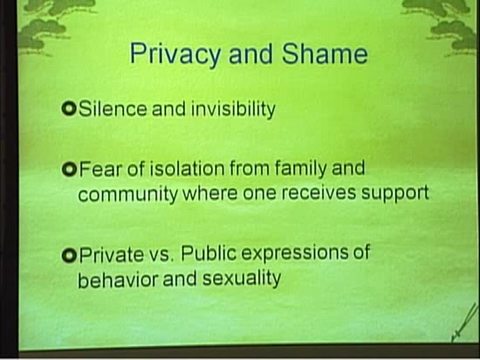 Privacy and Shame
Silence and invisibility
Fear of isolation from family and
community where one receives support
Private vs. Public expressions of
behavior and sexuality